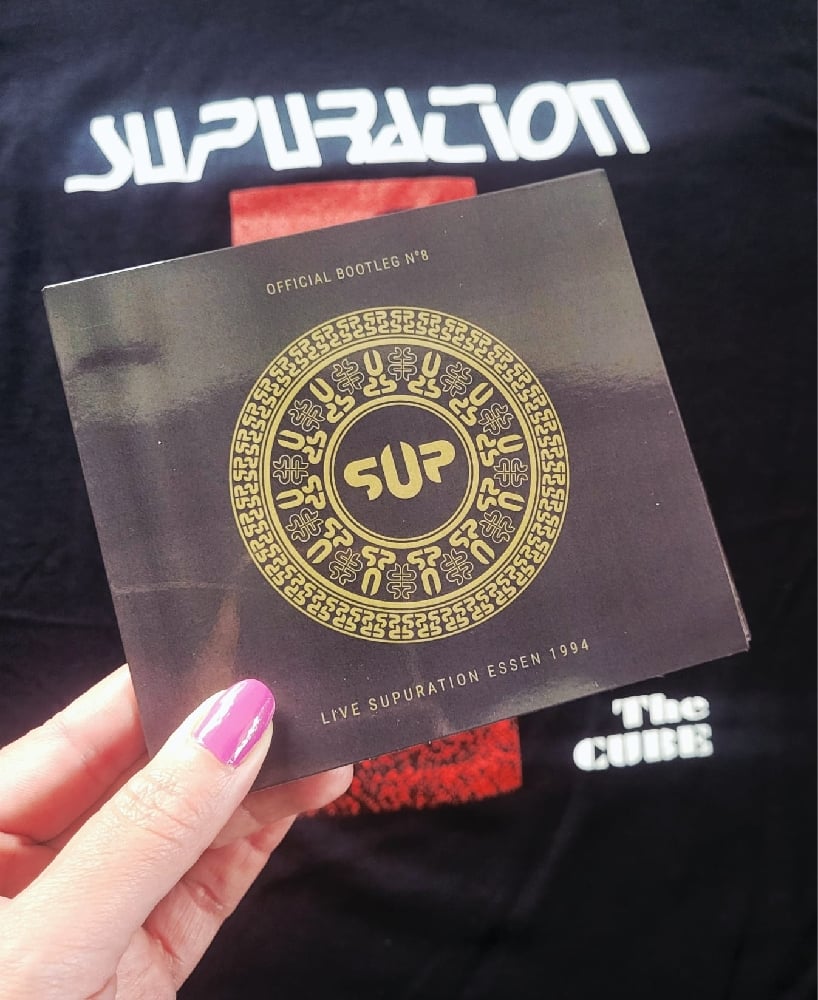 SUPURATION
OFFICIAL BOOTLEG N°8
SUP
LIVE SUPURATION ESSEN 1994
The
CUBE